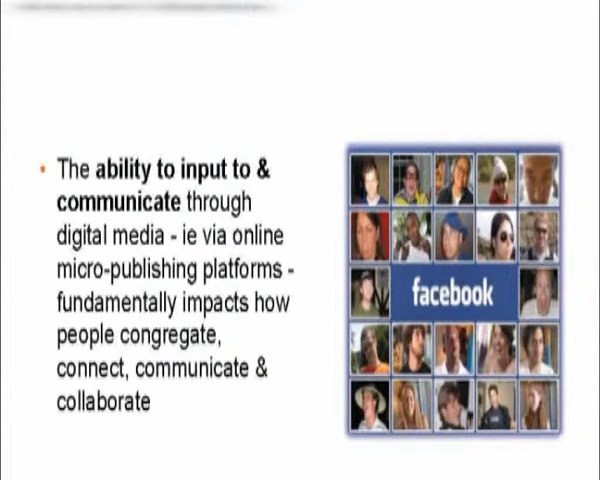 The ability to input to &
communicate through
digital media - ie via online
micro-publishing platforms -
fundamentally impacts how
people congregate,
connect, communicate &
collaborate
facebook